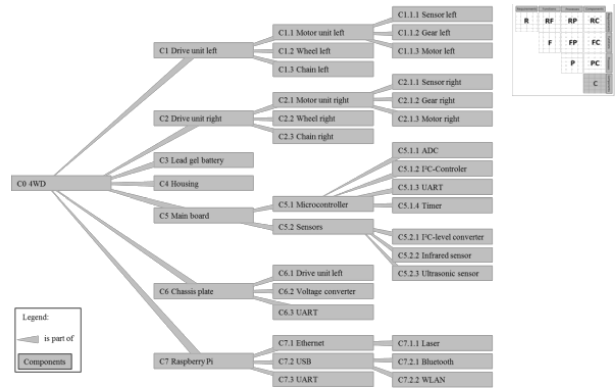 C1.1.1 Sensor left
C1.1 Motor unit left
C1.1.2 Gear left
C1 Drive unit left
C1.2 Wheel left
C1.1.3 Motor left
C1.3 Chain left
C2.1.1 Sensor right
C2.1 Motor unit right
C2.1.2 Gear right
C2 Drive unit right
C2.2 Wheel right
C2.1.3 Motor right
C2.3 Chain right
C3 Lead gel battery
C5.1.1 ADC
C5.1.2 I²C-Controler
C0 4WD
C4 Housing
C5.1.3 UART
C5.1 Microcontroller
C5.1.4 Timer
C5 Main board
C5.2 Sensors
C5.2.1 I²C-level converter
C5.2.2 Infrared sensor
C5.2.3 Ultrasonic sensor
C6.1 Drive unit left
C6 Chassis plate
C6.2 Voltage converter
C6.3 UART
C7.1 Ethernet
C7.1.1 Laser
C7 Raspberry Pi
C7.2 USB
C7.2.1 Bluetooth
C7.3 UART
C7.2.2 WLAN
Legend:
is part of
Components
R RF RP RC
F FP FC
P PC
C